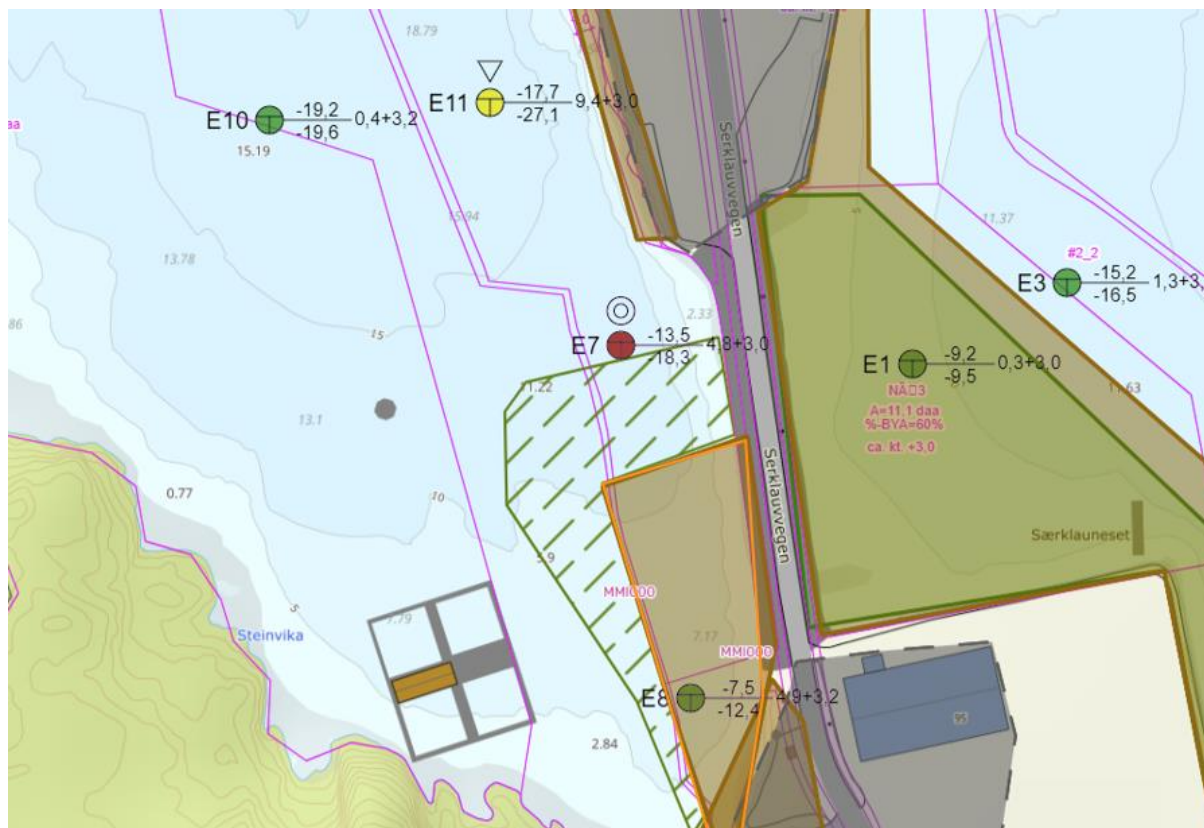 18.79
E10
-19,2
-19,6
0,4+3,2
15.19
aa
E11
-17,7
-27,1
9,4+3,0
Serklauvvegen
15.94
13.78
11.37
#2_2
E3
-15,2
-16,5
1,3+3,
5
86
15
2.33
E7
-13,5
-18,3
4,8+3,0
E1
-9,2
-9,5
0,3+3,0
11.22
11.63
13.1
A=11,1 daa
%-BYA=60%
ca. kt. +3,0
0.77
10
Serklauvvegen
Særklauneset
5.9
5
MMI000
Steinvika
7.79
7.17
MMI000
E8
-7,5
-12,4
4,9+3,2
2.84
95